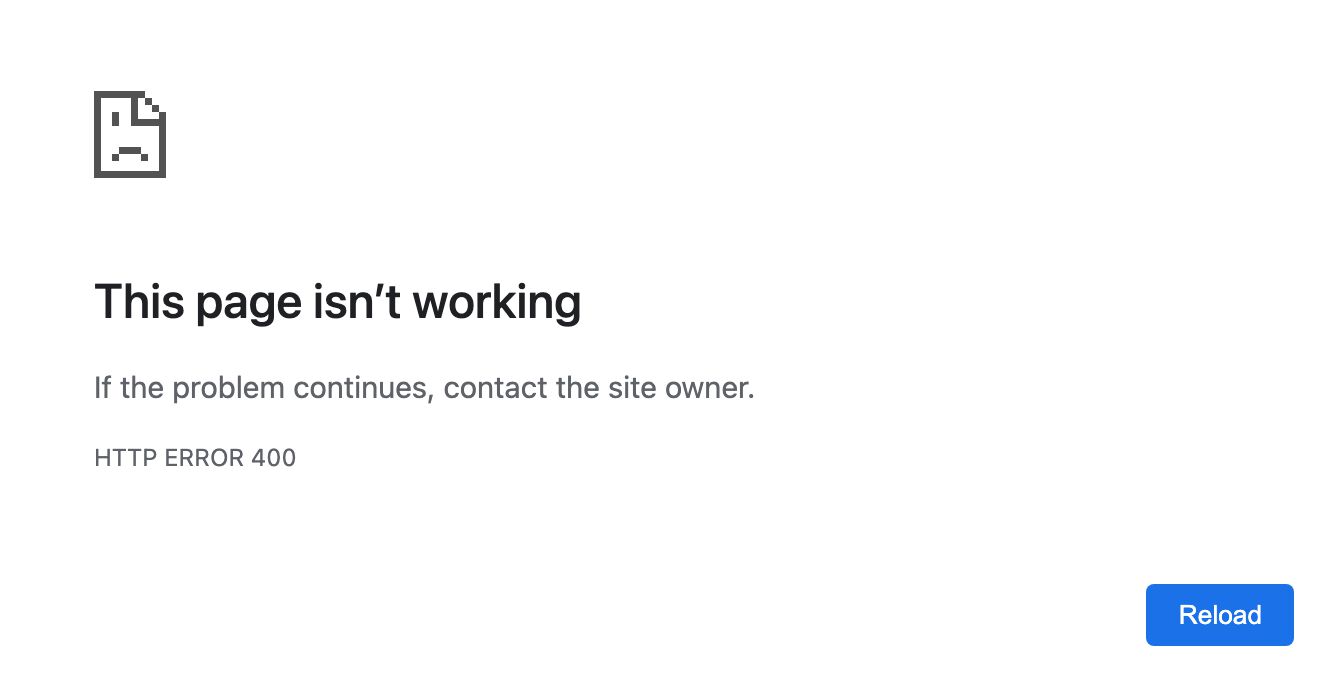 This page isn’t working
If the problem continues, contact the site owner.
HTTP ERROR 400
Reload